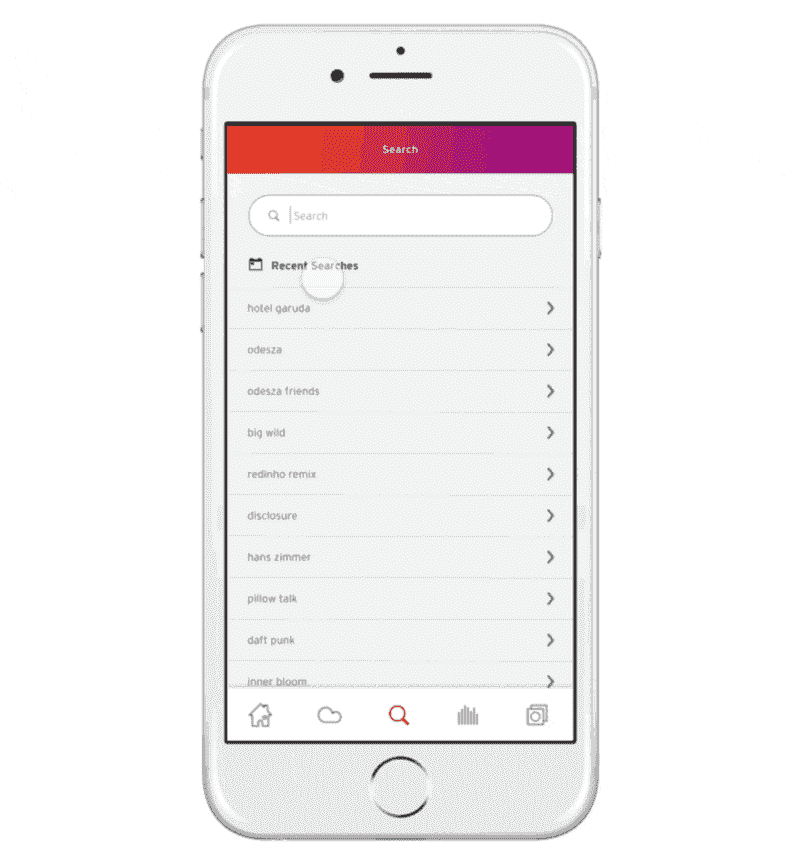 Search
Search
Recent Searches
hotel garuda
odesza
odesza friends
big wild
redinho remix
disclosure
hans zimmer
pillow talk
daft punk
inner bloom